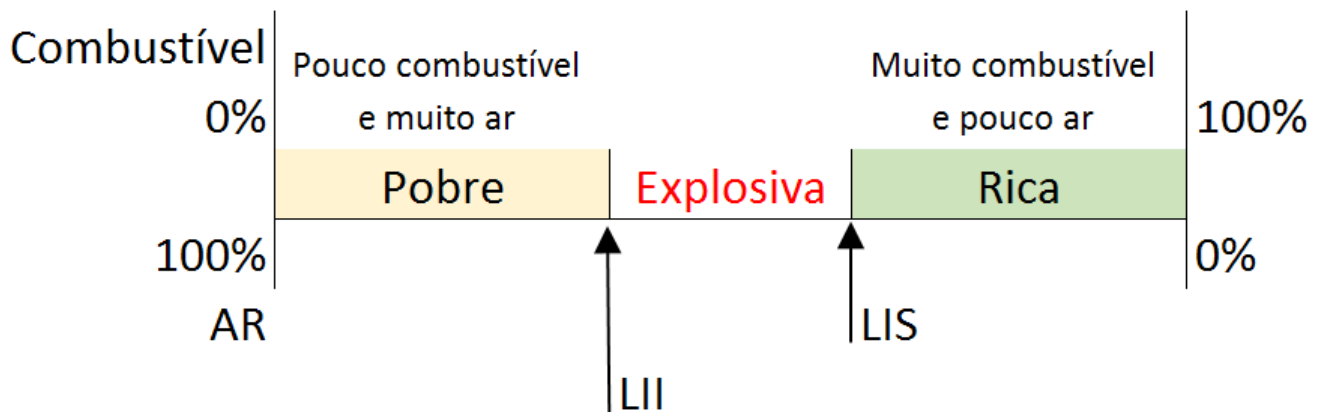 Combustível
0%
Pouco combustível
e muito ar
Muito combustível
e pouco ar
100%
Pobre
Explosiva
Rica
100%
AR
0%
LIS
LII